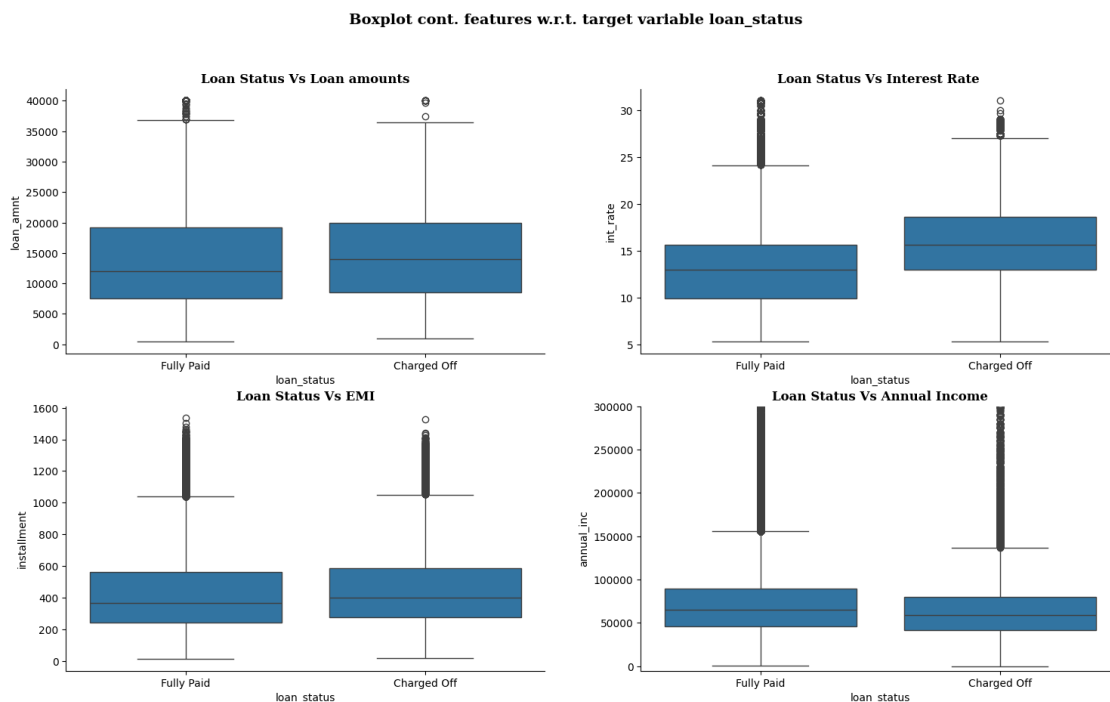 Boxplot cont. features w.r.t. target variable loan_status
Loan Status Vs Loan amounts
40000
35000
30000
25000
20000
15000
10000
5000
0
loan_amnt
Fully Paid
Charged Off
loan_status
Loan Status Vs Interest Rate
30
25
20
15
10
5
int_rate
Fully Paid
Charged Off
loan_status
Loan Status Vs EMI
1600
1400
1200
1000
800
600
400
200
0
installment
Fully Paid
Charged Off
loan_status
Loan Status Vs Annual Income
300000
250000
200000
150000
100000
50000
0
annual_inc
Fully Paid
Charged Off
loan_status